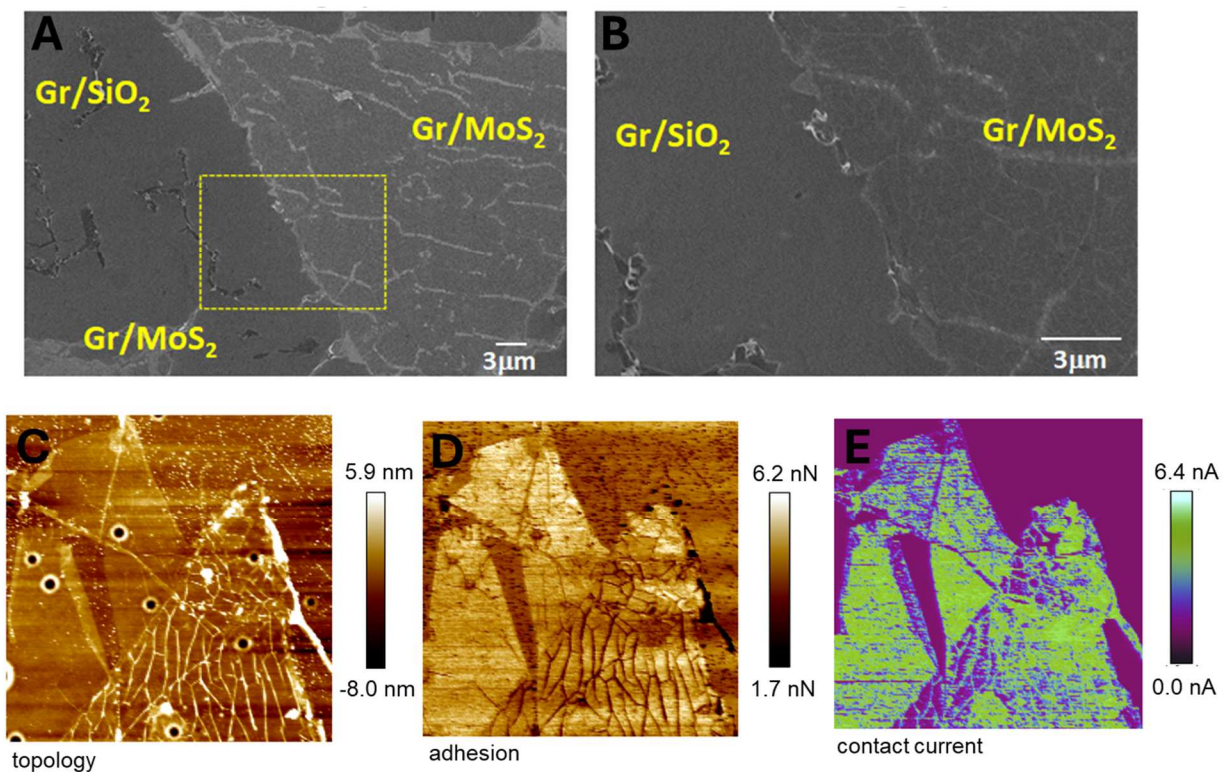 A
B
Gr/SiO₂
Gr/MoS₂
Gr/MoS₂
3μm
Gr/SiO₂
Gr/MoS₂
3μm
C
D
E
5.9 nm
-8.0 nm
6.2 nN
1.7 nN
6.4 nA
0.0 nA
topology
adhesion
contact current